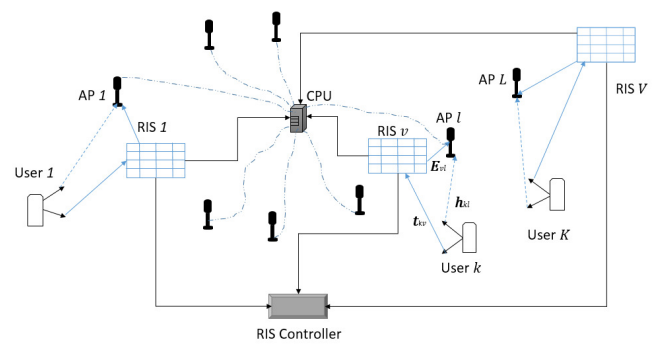 CPU
AP L
RIS V
AP 1
AP l
RIS 1
RIS v
E_vl
User 1
h_kl
t_kv
User K
User k
RIS Controller